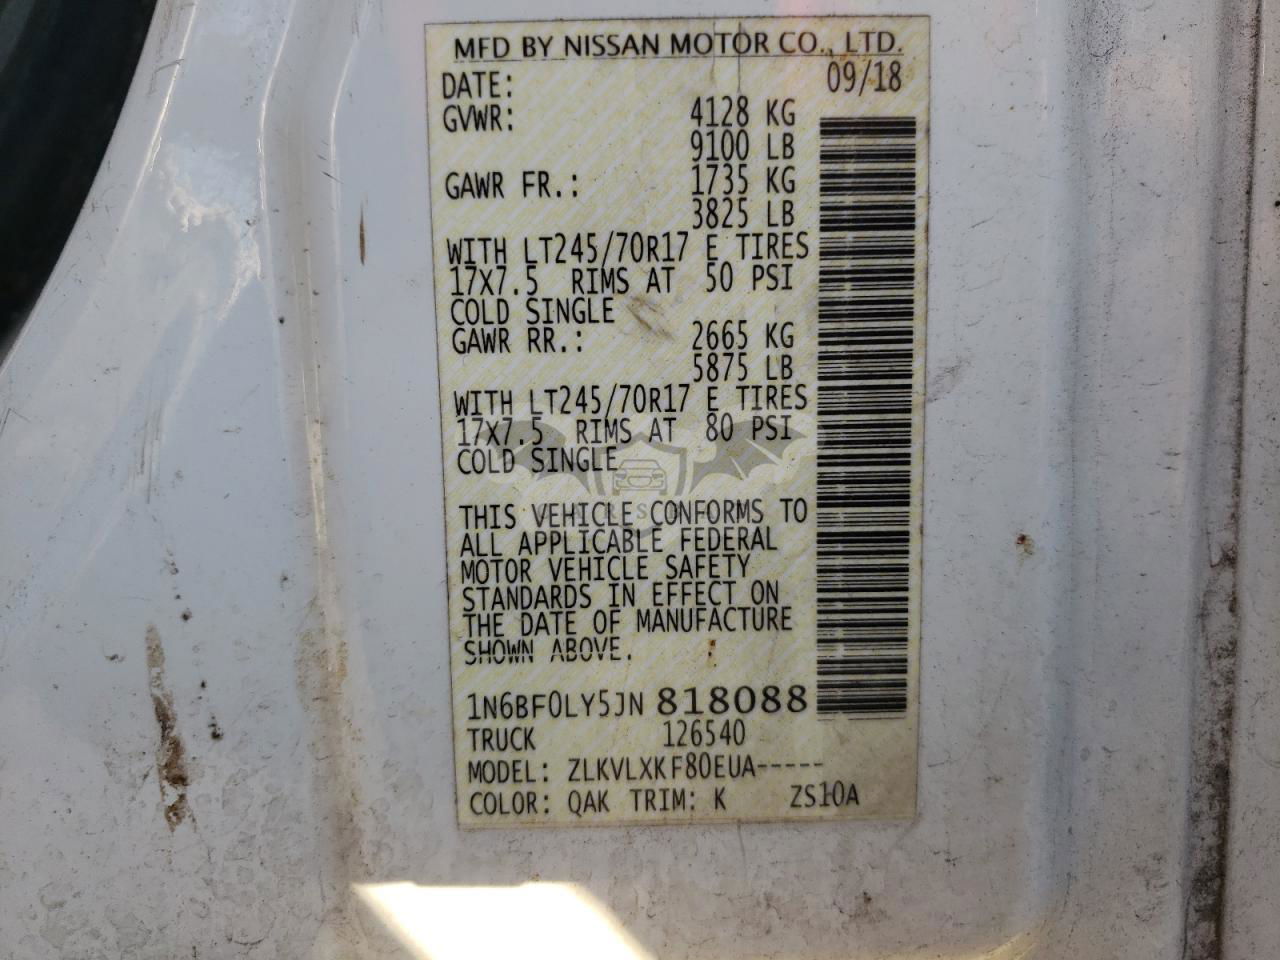 MFD BY NISSAN MOTOR CO., LTD.
DATE: 09/18
GVWR: 4128 KG
9100 LB
GAWR FR.: 1735 KG
3825 LB
WITH LT245/70R17 E TIRES
17X7.5 RIMS AT 50 PSI
COLD SINGLE
GAWR RR.: 2665 KG
5875 LB
WITH LT245/70R17 E TIRES
17X7.5 RIMS AT 80 PSI
COLD SINGLE
THIS VEHICLE CONFORMS TO
ALL APPLICABLE FEDERAL
MOTOR VEHICLE SAFETY
STANDARDS IN EFFECT ON
THE DATE OF MANUFACTURE
SHOWN ABOVE.
1N6BF0LY5JN818088
TRUCK 126540
MODEL: ZLKVLXKF80EUA-----
COLOR: QAK TRIM: K ZS10A